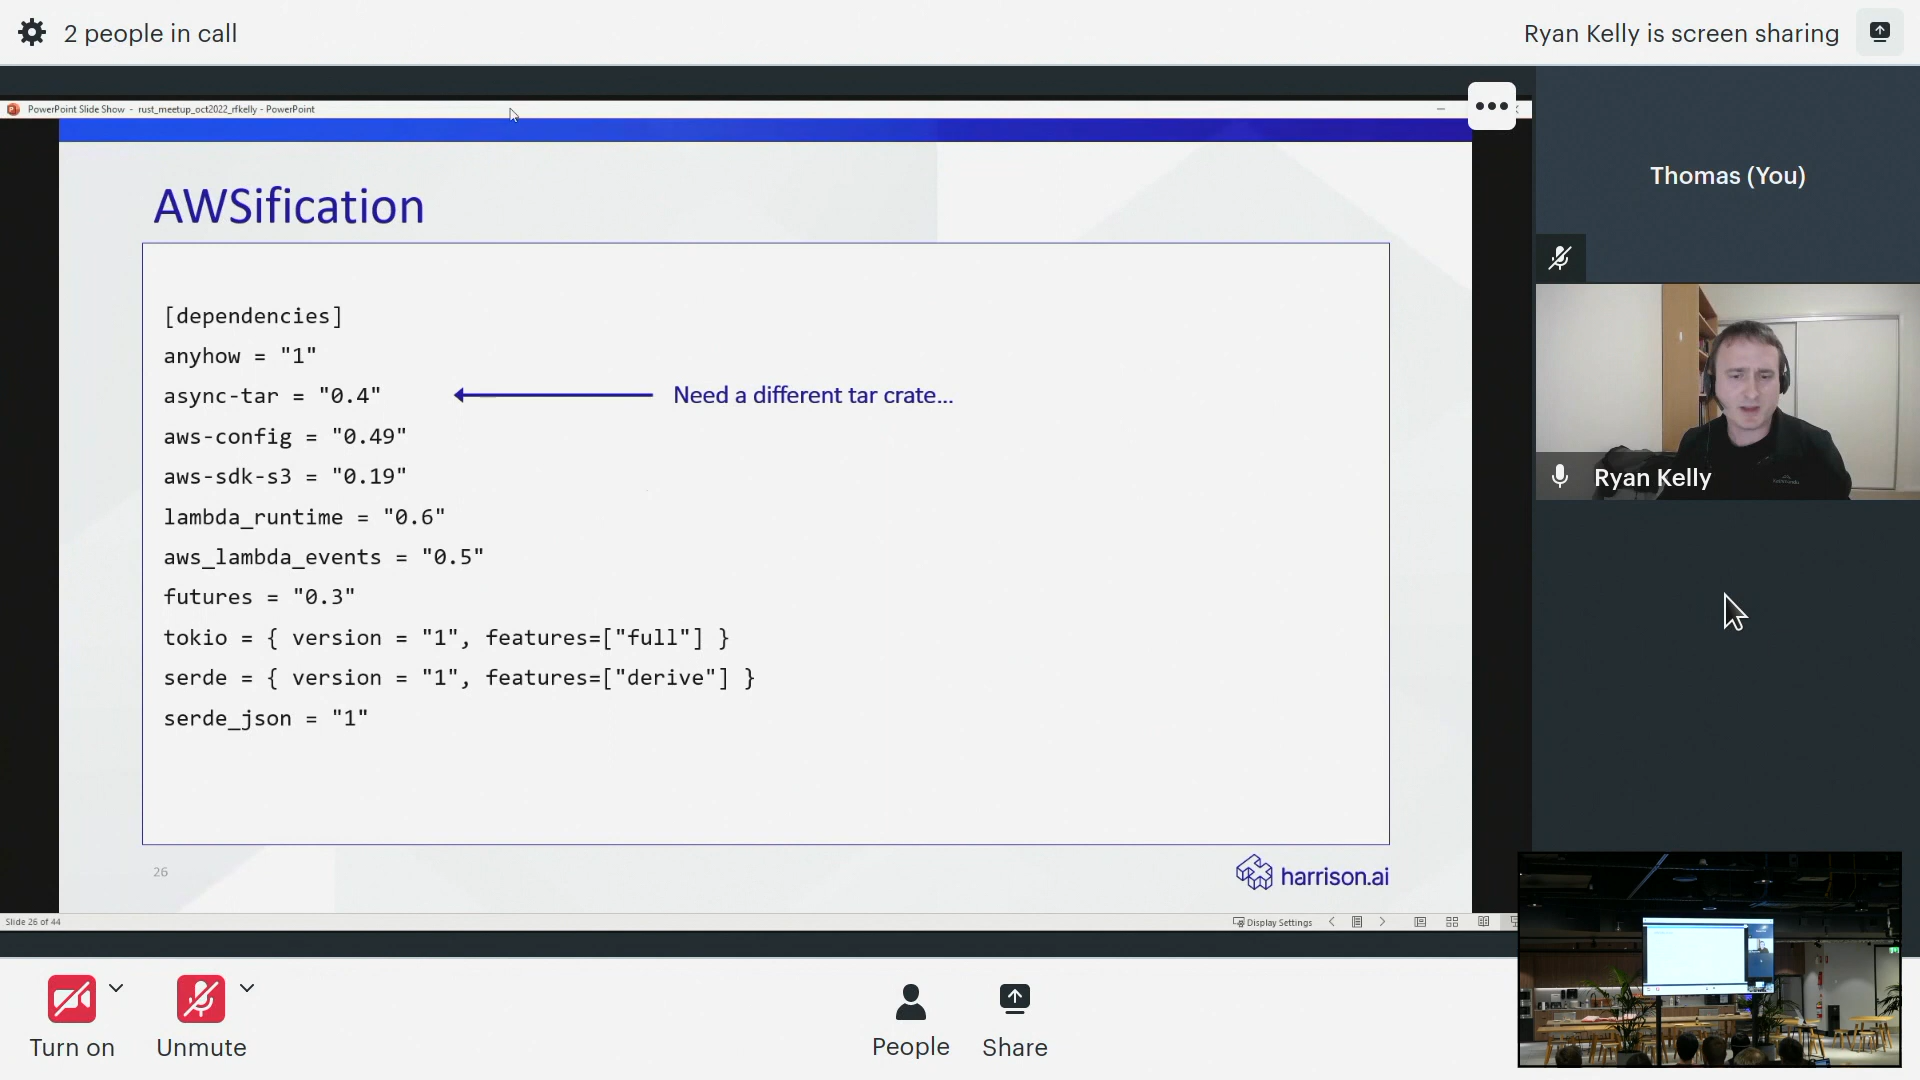 2 people in call
Ryan Kelly is screen sharing
PowerPoint Slide Show - rust_meetup_oct2022_rfkelly - PowerPoint
AWSification
[dependencies]
anyhow = "1"
async-tar = "0.4"
Need a different tar crate...
aws-config = "0.49"
aws-sdk-s3 = "0.19"
lambda_runtime = "0.6"
aws_lambda_events = "0.5"
futures = "0.3"
tokio = { version = "1", features=["full"] }
serde = { version = "1", features=["derive"] }
serde_json = "1"
26
harrison.ai
Slide 26 of 44
Display Settings
Thomas (You)
Ryan Kelly
Turn on
Unmute
People
Share